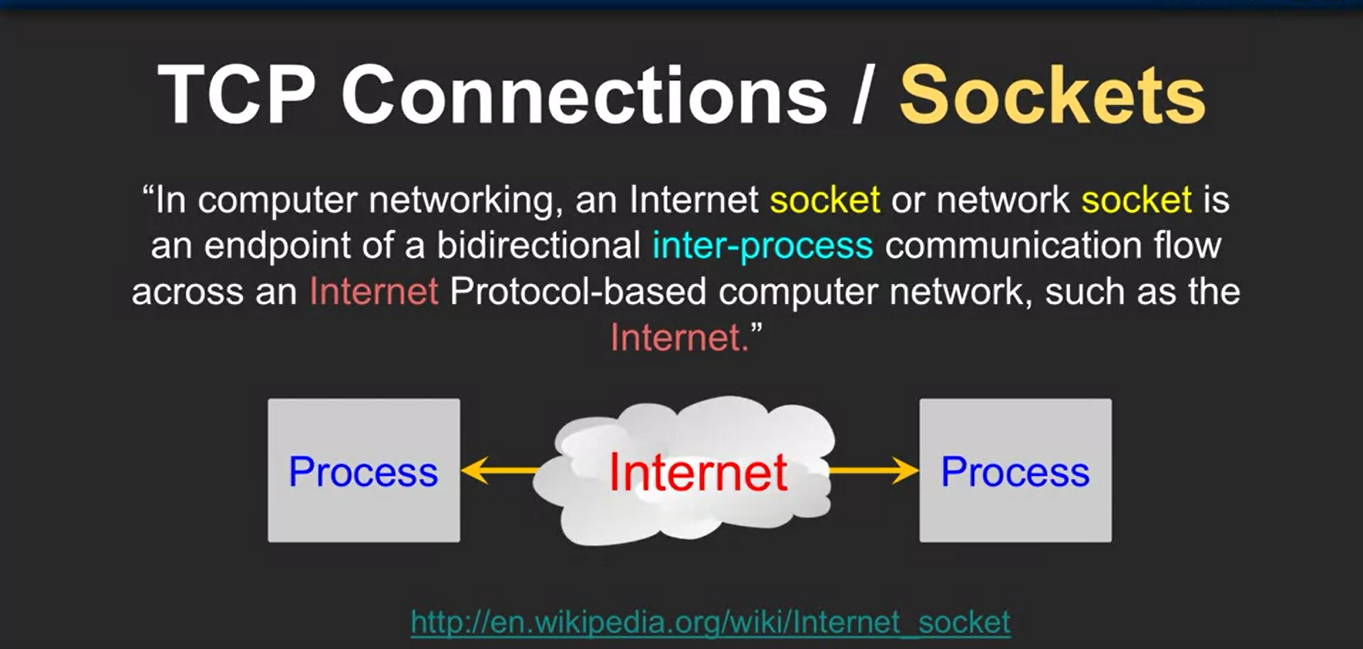 TCP Connections / Sockets
“In computer networking, an Internet socket or network socket is
an endpoint of a bidirectional inter-process communication flow
across an Internet Protocol-based computer network, such as the
Internet.”
Process
Internet
Process
http://en.wikipedia.org/wiki/Internet_socket